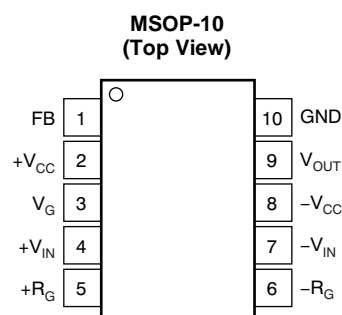 MSOP-10
(Top View)
FB 1 10 GND
+VCC 2 9 VOUT
VG 3 8 −VCC
+VIN 4 7 −VIN
+RG 5 6 −RG